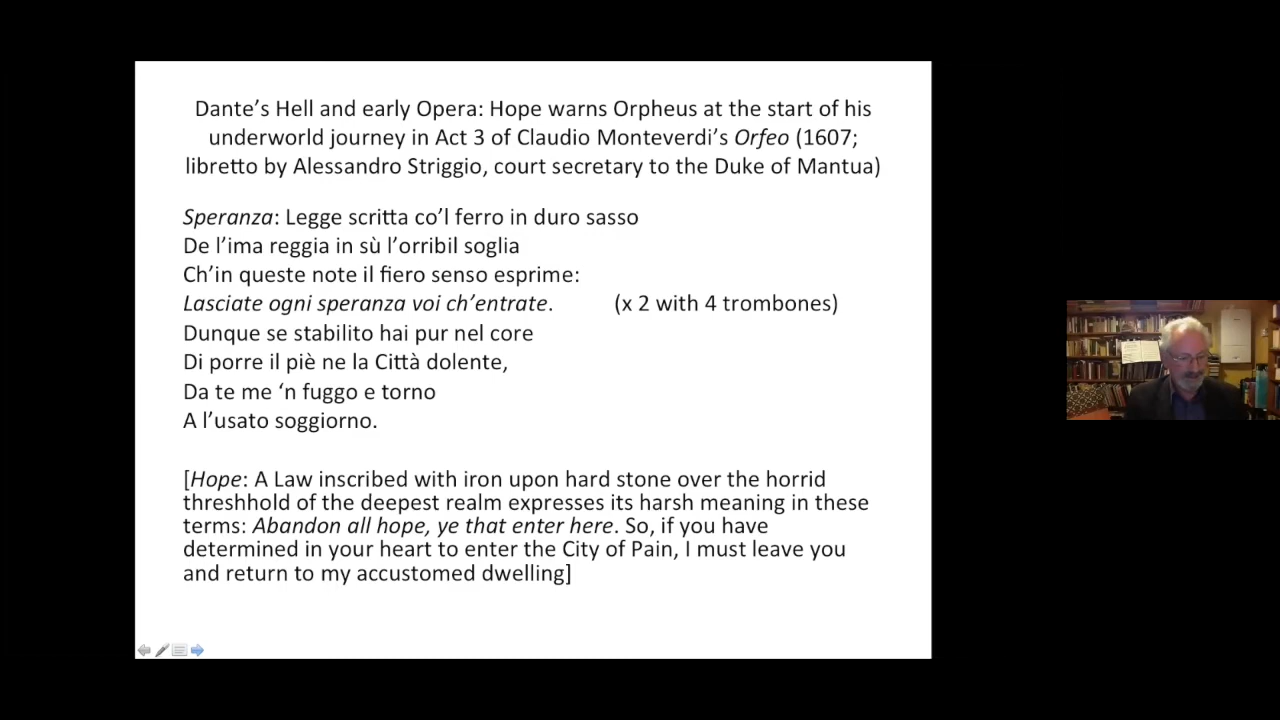 Dante's Hell and early Opera: Hope warns Orpheus at the start of his
underworld journey in Act 3 of Claudio Monteverdi's Orfeo (1607;
libretto by Alessandro Striggio, court secretary to the Duke of Mantua)
Speranza: Legge scritta co'l ferro in duro sasso
De l'ima reggia in sù l'orribil soglia
Ch'in queste note il fiero senso esprime:
Lasciate ogni speranza voi ch'entrate. (x 2 with 4 trombones)
Dunque se stabilito hai pur nel core
Di porre il piè ne la Città dolente,
Da te me 'n fuggo e torno
A l'usato soggiorno.
[Hope: A Law inscribed with iron upon hard stone over the horrid
threshhold of the deepest realm expresses its harsh meaning in these
terms: Abandon all hope, ye that enter here. So, if you have
determined in your heart to enter the City of Pain, I must leave you
and return to my accustomed dwelling]